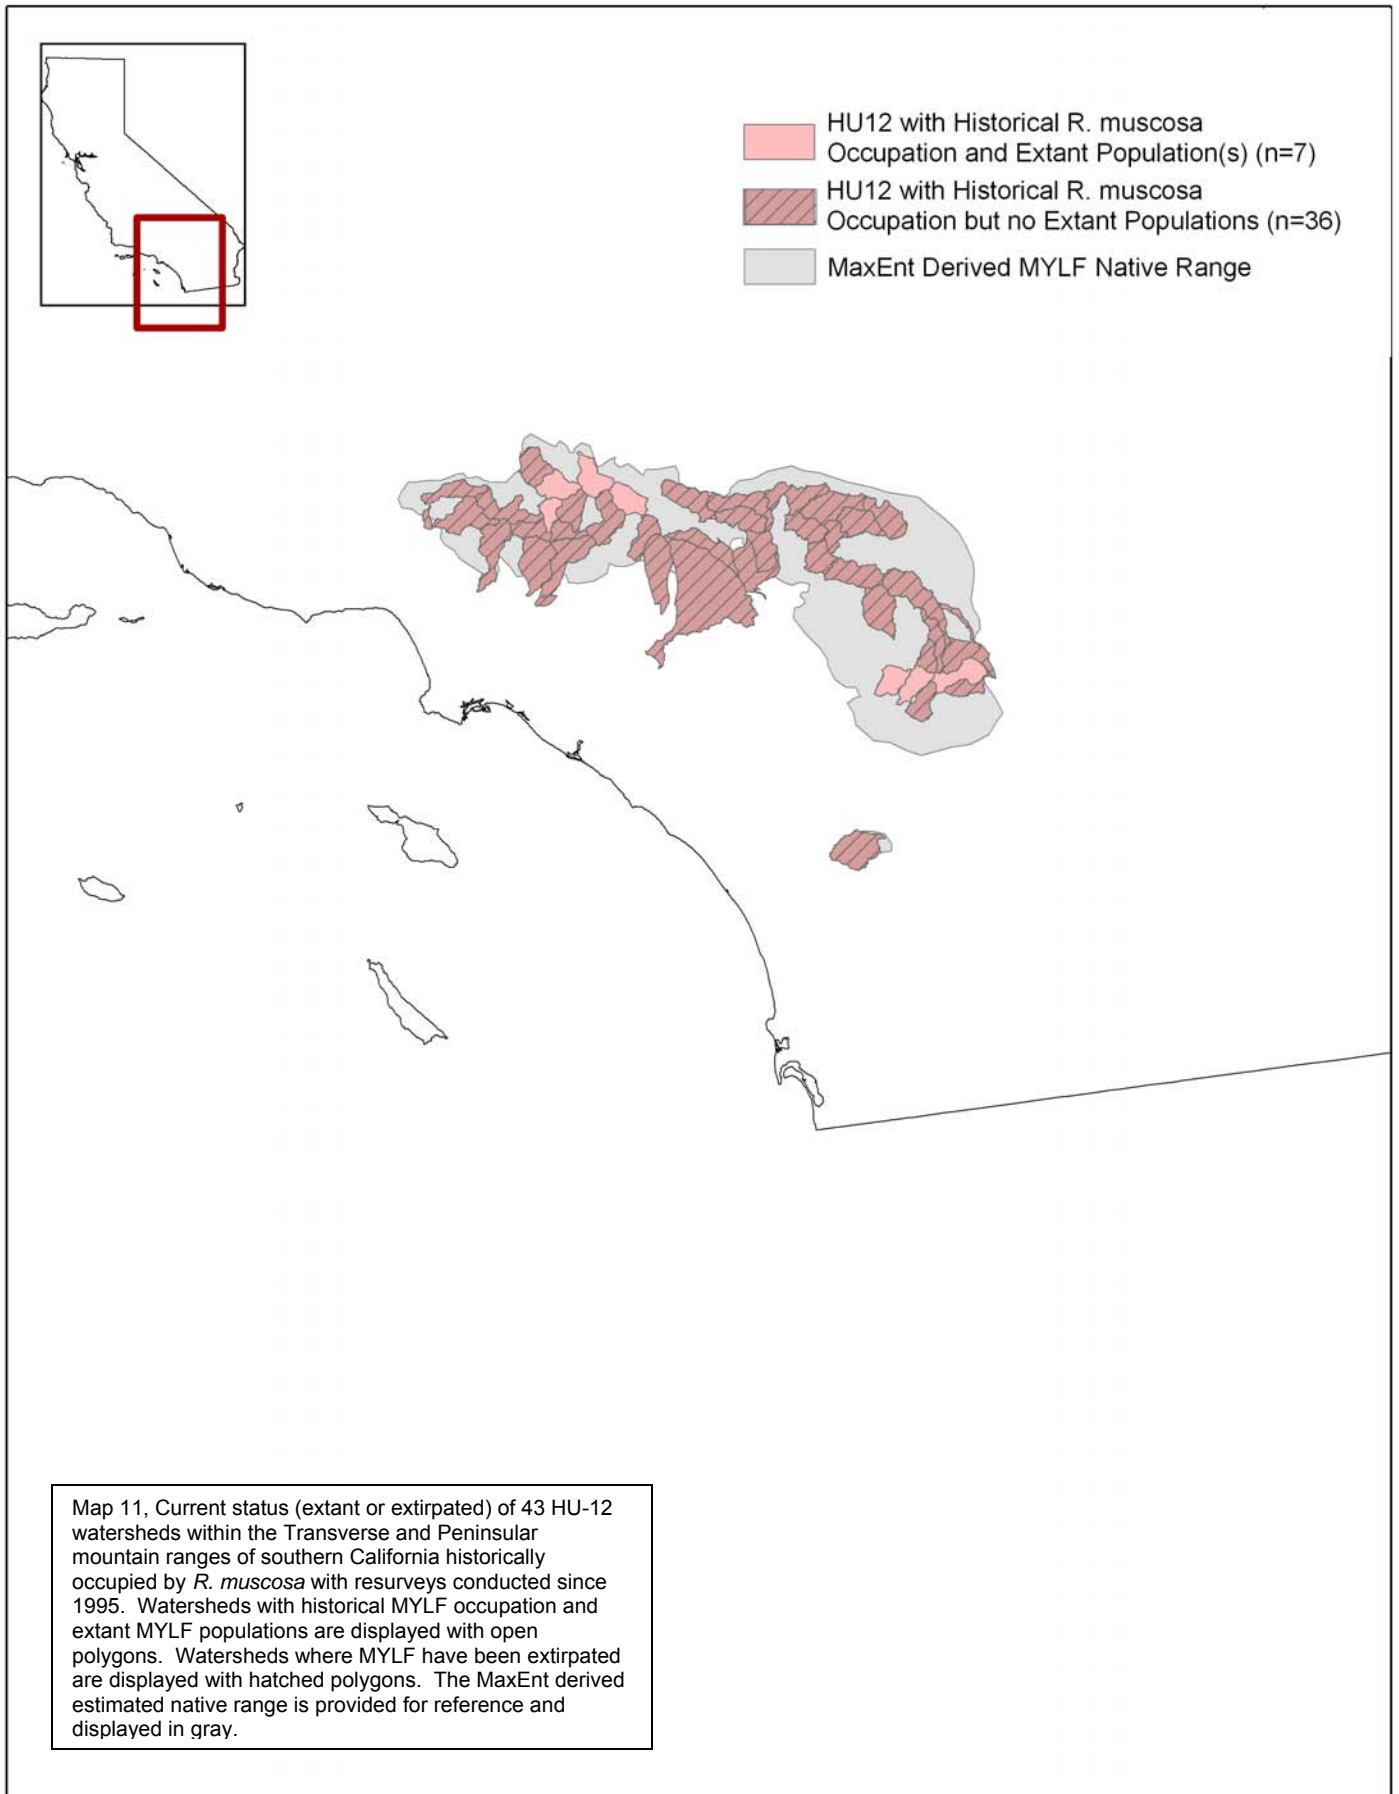 HU12 with Historical R. muscosa
Occupation and Extant Population(s) (n=7)
HU12 with Historical R. muscosa
Occupation but no Extant Populations (n=36)
MaxEnt Derived MYLF Native Range
Map 11, Current status (extant or extirpated) of 43 HU-12
watersheds within the Transverse and Peninsular
mountain ranges of southern California historically
occupied by R. muscosa with resurveys conducted since
1995.  Watersheds with historical MYLF occupation and
extant MYLF populations are displayed with open
polygons.  Watersheds where MYLF have been extirpated
are displayed with hatched polygons.  The MaxEnt derived
estimated native range is provided for reference and
displayed in gray.